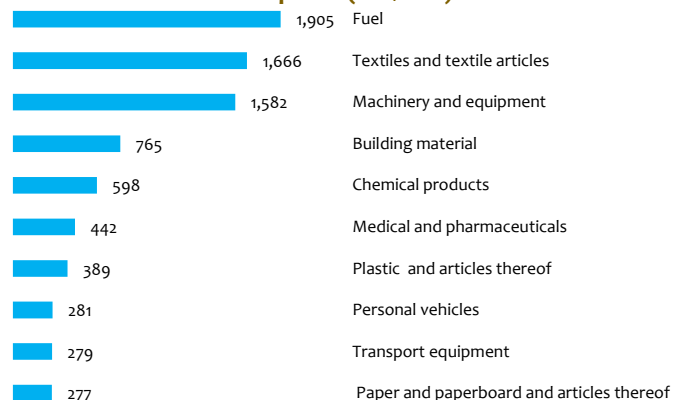 1,905 Fuel
1,666 Textiles and textile articles
1,582 Machinery and equipment
765 Building material
598 Chemical products
442 Medical and pharmaceuticals
389 Plastic and articles thereof
281 Personal vehicles
279 Transport equipment
277 Paper and paperboard and articles thereof